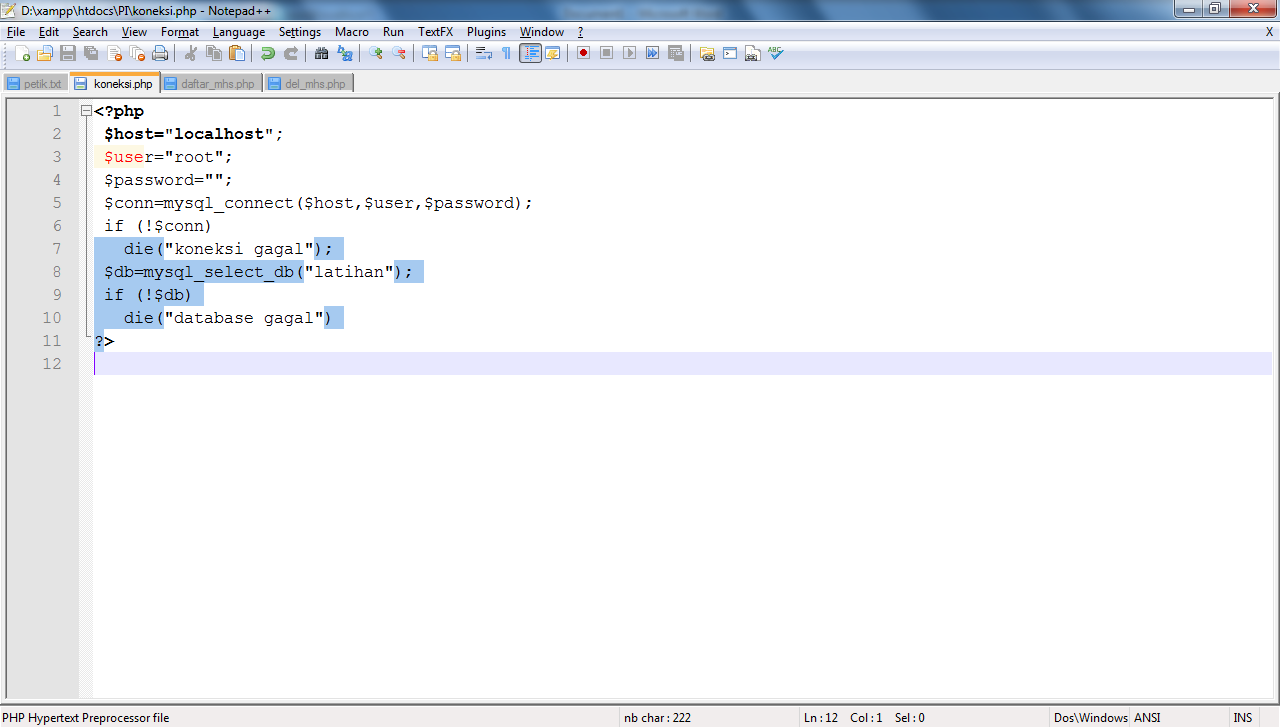 D:\xampp\htdocs\PI\koneksi.php - Notepad++
File Edit Search View Format Language Settings Macro Run TextFX Plugins Window ? X
petik.txt koneksi.php daftar_mhs.php del_mhs.php
1 <?php
2 $host="localhost";
3 $user="root";
4 $password="";
5 $conn=mysql_connect($host,$user,$password);
6 if (!$conn)
7 die("koneksi gagal");
8 $db=mysql_select_db("latihan");
9 if (!$db)
10 die("database gagal")
11 ?>
12
PHP Hypertext Preprocessor file nb char : 222 Ln : 12 Col : 1 Sel : 0 Dos\Windows ANSI INS